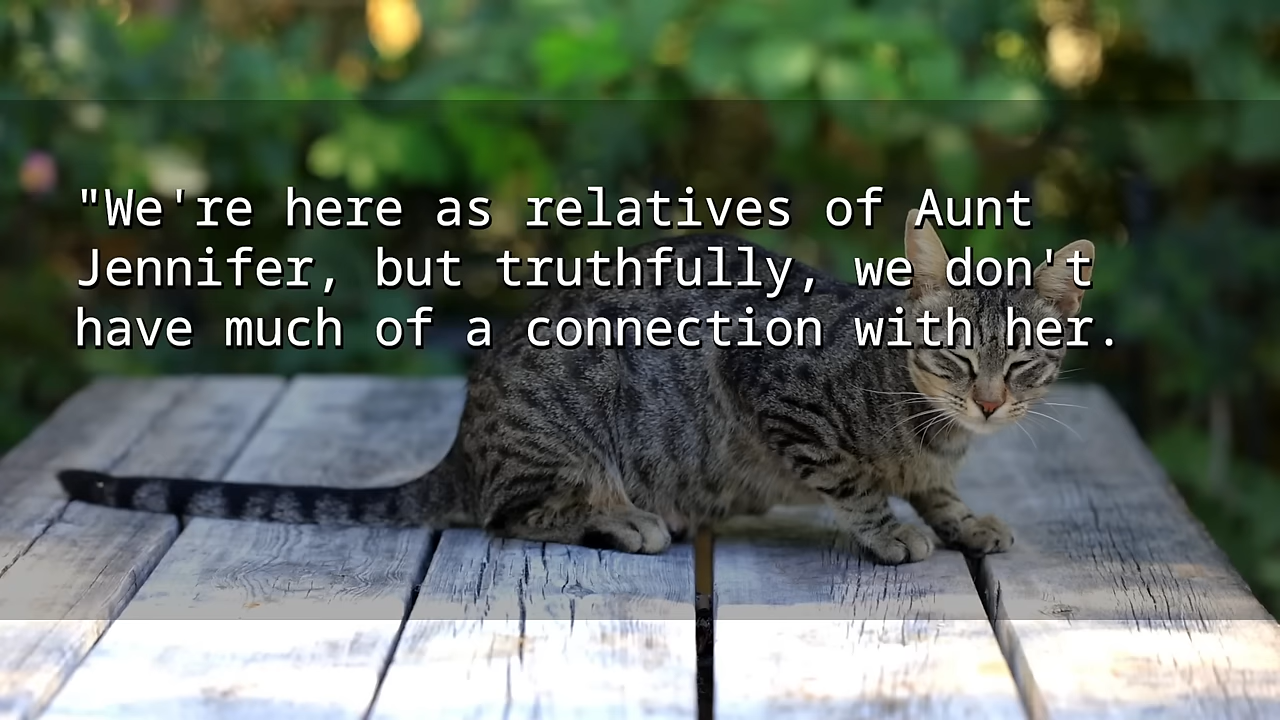 "We're here as relatives of Aunt
Jennifer, but truthfully, we don't
have much of a connection with her.